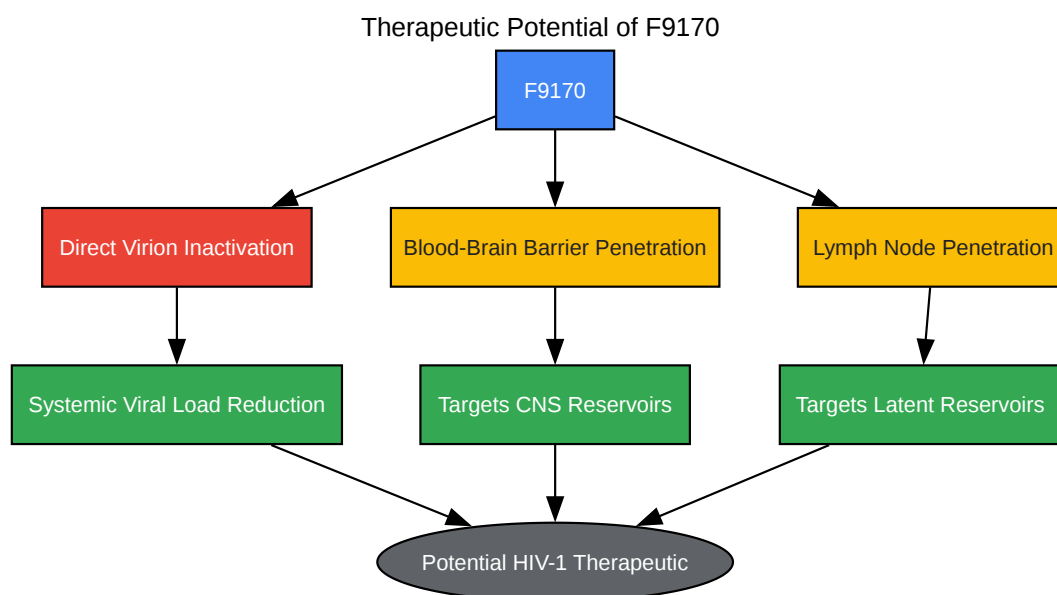 Therapeutic Potential of F9170
F9170
Direct Virion Inactivation
Blood-Brain Barrier Penetration
Lymph Node Penetration
Systemic Viral Load Reduction
Targets CNS Reservoirs
Targets Latent Reservoirs
Potential HIV-1 Therapeutic